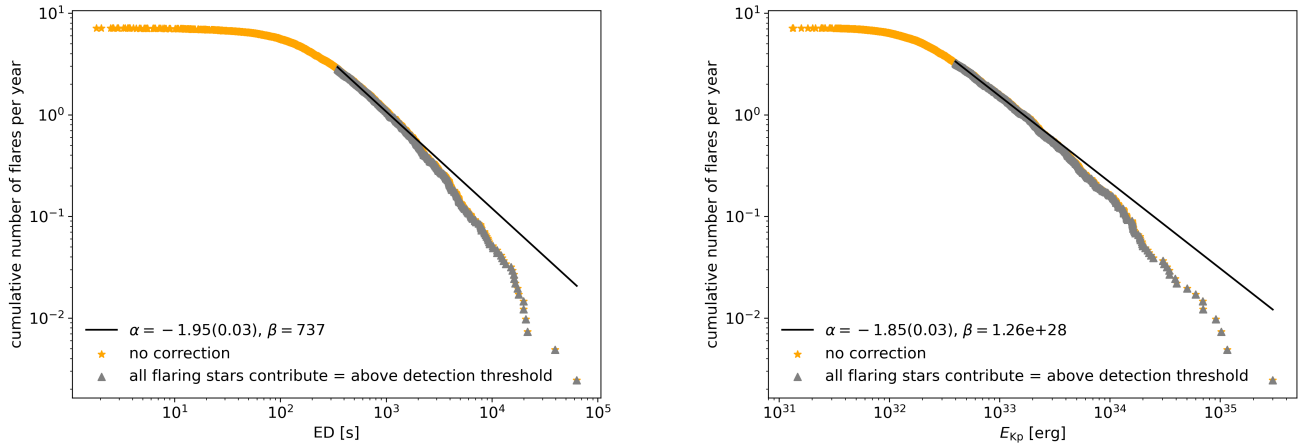 cumulative number of flares per year
10^1
10^0
10^−1
10^−2
α = −1.95(0.03), β = 737
no correction
all flaring stars contribute = above detection threshold
10^1 10^2 10^3 10^4 10^5
ED [s]
cumulative number of flares per year
10^1
10^0
10^−1
10^−2
α = −1.85(0.03), β = 1.26e+28
no correction
all flaring stars contribute = above detection threshold
10^31 10^32 10^33 10^34 10^35
E_Kp [erg]